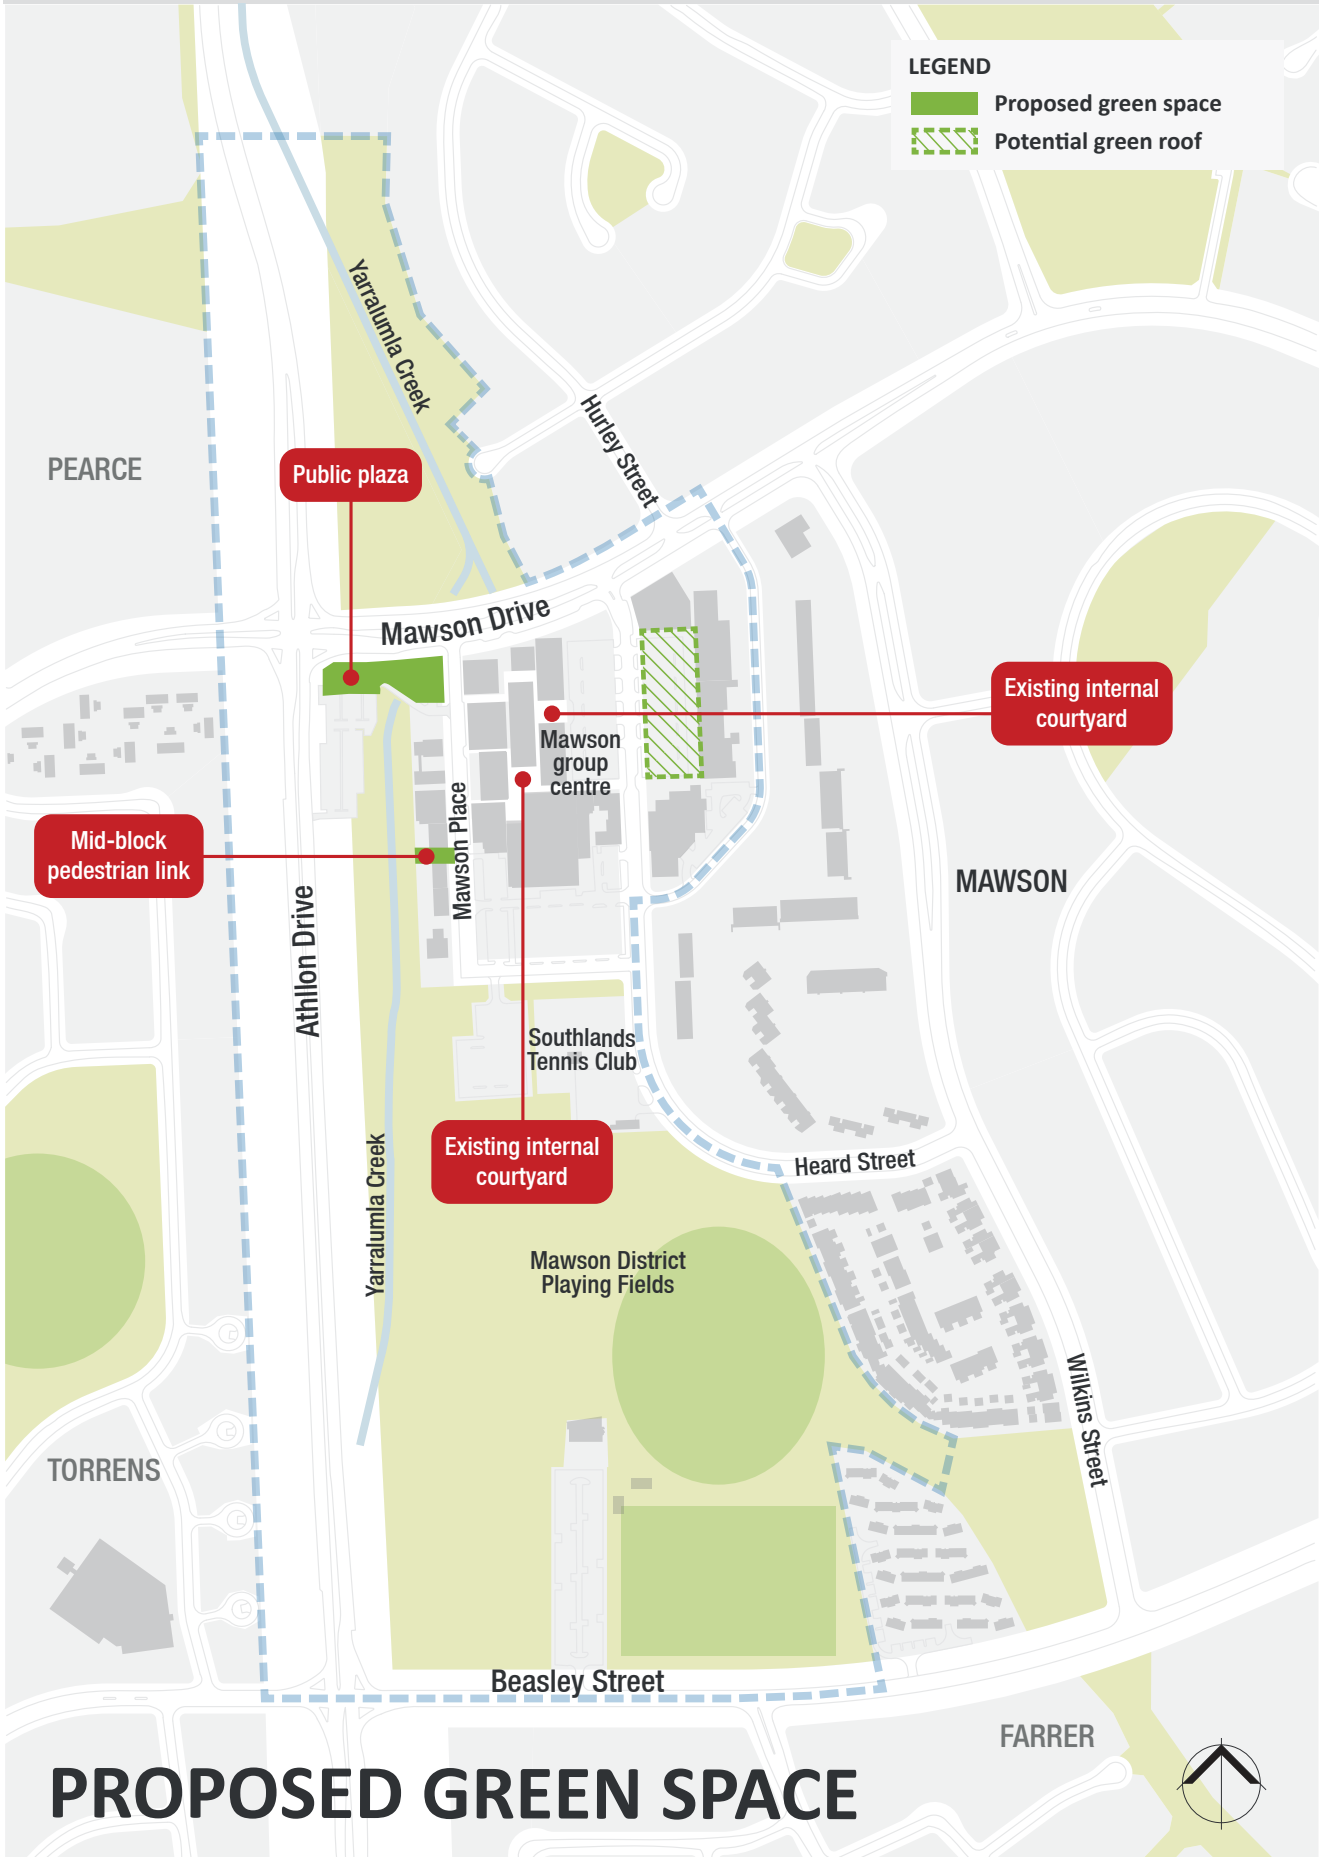 LEGEND
Proposed green space
Potential green roof
Yarralumla Creek
Hurley Street
PEARCE
Public plaza
Mawson Drive
Existing internal
courtyard
Mawson
group
centre
Mawson Place
Mid-block
pedestrian link
MAWSON
Athllon Drive
Southlands
Tennis Club
Existing internal
courtyard
Heard Street
Yarralumla Creek
Mawson District
Playing Fields
Wilkins Street
TORRENS
Beasley Street
FARRER
PROPOSED GREEN SPACE